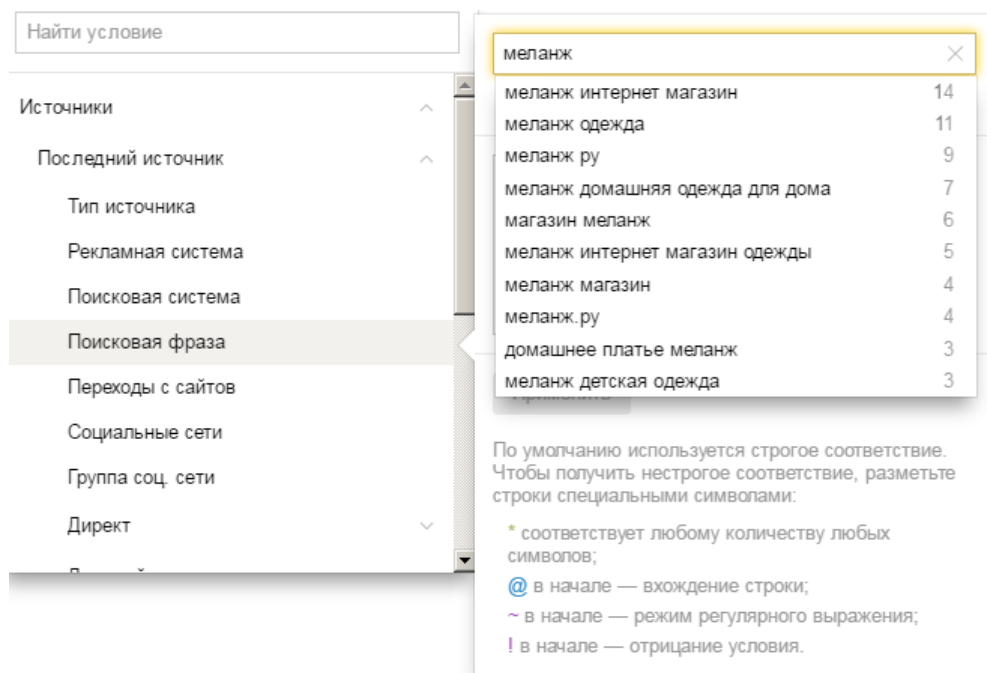 Найти условие
Источники
Последний источник
Тип источника
Рекламная система
Поисковая система
Поисковая фраза
Переходы с сайтов
Социальные сети
Группа соц. сети
Директ
меланж
меланж интернет магазин 14
меланж одежда 11
меланж ру 9
меланж домашняя одежда для дома 7
магазин меланж 6
меланж интернет магазин одежды 5
меланж магазин 4
меланж.ру 4
домашнее платье меланж 3
меланж детская одежда 3
По умолчанию используется строгое соответствие.
Чтобы получить нестрогое соответствие, разметьте
строки специальными символами:
* соответствует любому количеству любых
символов;
@ в начале — вхождение строки;
~ в начале — режим регулярного выражения;
! в начале — отрицание условия.